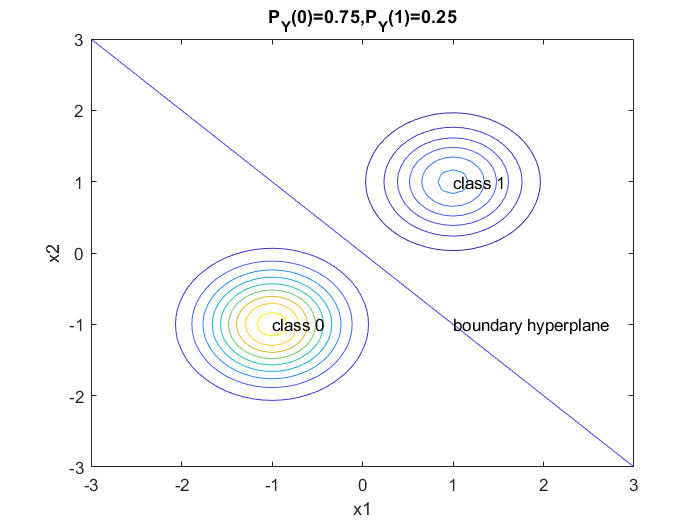 P_Y(0)=0.75,P_Y(1)=0.25
3
2
class 1
1
x2
0
class 0
boundary hyperplane
-1
-2
-3
-3 -2 -1 0 1 2 3
x1